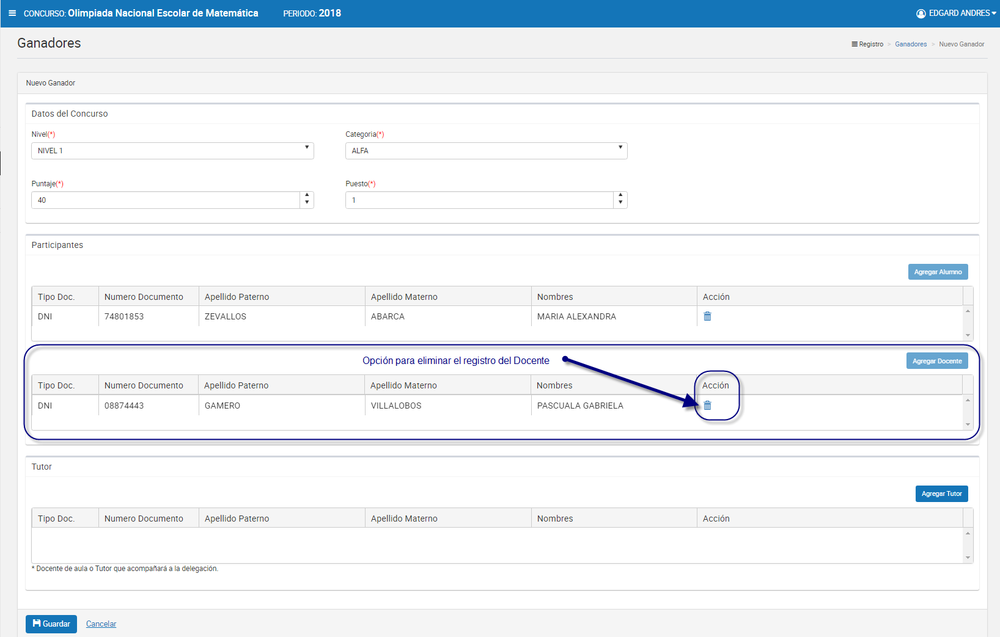 CONCURSO: Olimpiada Nacional Escolar de Matemática PERIODO: 2018 EDGARD ANDRES
Ganadores
Registro > Ganadores > Nuevo Ganador
Nuevo Ganador
Datos del Concurso
Nivel(*) Categoria(*)
NIVEL 1 ALFA
Puntaje(*) Puesto(*)
40 1
Participantes
Agregar Alumno
Tipo Doc. Numero Documento Apellido Paterno Apellido Materno Nombres Acción
DNI 74801853 ZEVALLOS ABARCA MARIA ALEXANDRA
Opción para eliminar el registro del Docente Agregar Docente
Tipo Doc. Numero Documento Apellido Paterno Apellido Materno Nombres Acción
DNI 08874443 GAMERO VILLALOBOS PASCUALA GABRIELA
Tutor
Agregar Tutor
Tipo Doc. Numero Documento Apellido Paterno Apellido Materno Nombres Acción
* Docente de aula o Tutor que acompañará a la delegación.
Guardar Cancelar